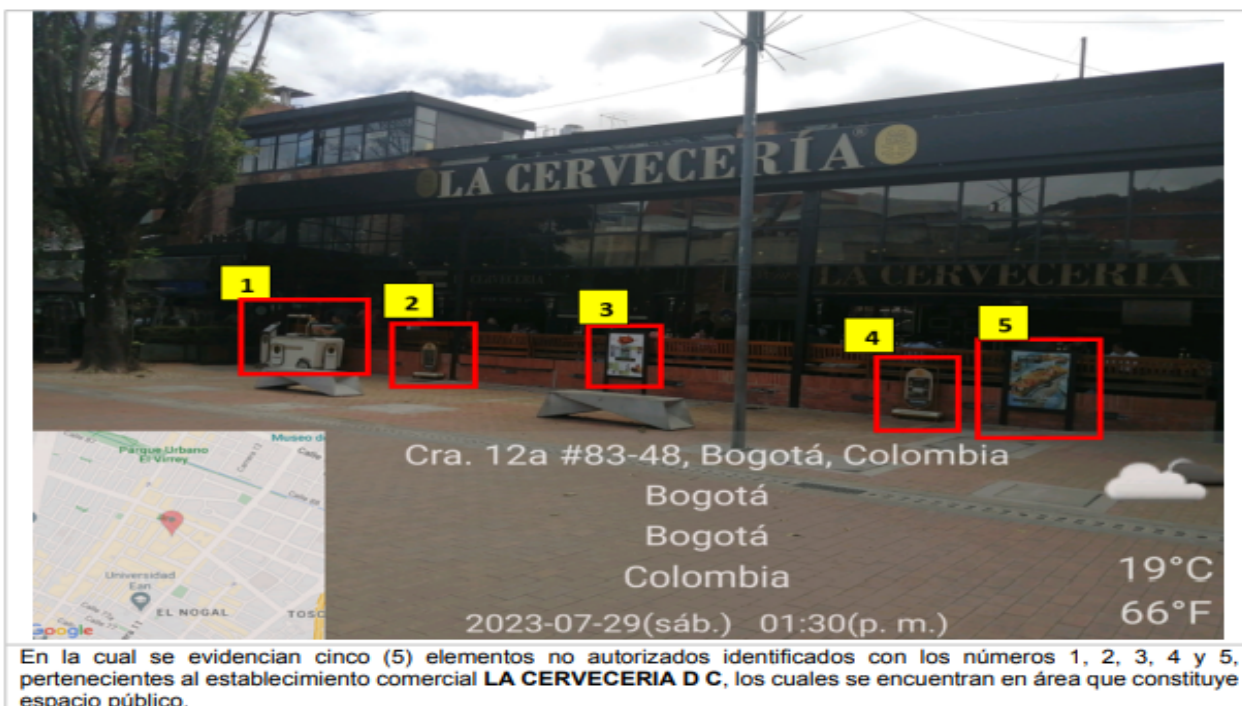 LA CERVECERÍA
LA CERVECERIA
1
2
3
4
5
Parque Urbano
El Virrey
Museo d
Universidad
Ean
EL NOGAL
TOSC
Google
Cra. 12a #83-48, Bogotá, Colombia
Bogotá
Bogotá
Colombia
2023-07-29(sáb.) 01:30(p. m.)
19°C
66°F
En la cual se evidencian cinco (5) elementos no autorizados identificados con los números 1, 2, 3, 4 y 5,
pertenecientes al establecimiento comercial LA CERVECERIA D C, los cuales se encuentran en área que constituye
espacio público.